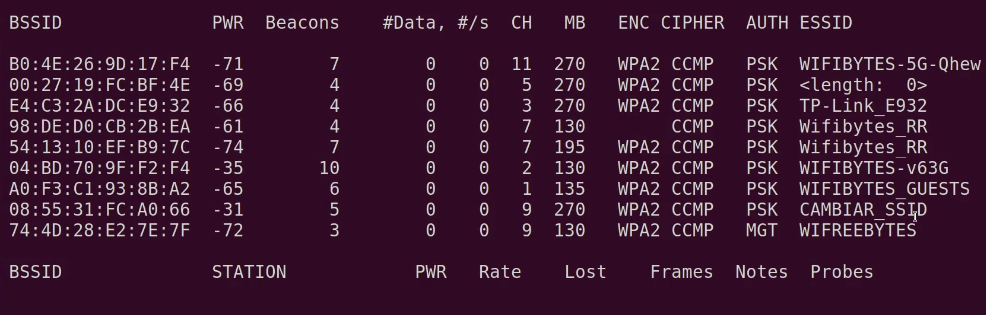 BSSID PWR Beacons #Data, #/s CH MB ENC CIPHER AUTH ESSID
B0:4E:26:9D:17:F4 -71 7 0 0 11 270 WPA2 CCMP PSK WIFIBYTES-5G-Qhew
00:27:19:FC:BF:4E -69 4 0 0 5 270 WPA2 CCMP PSK <length: 0>
E4:C3:2A:DC:E9:32 -66 4 0 0 3 270 WPA2 CCMP PSK TP-Link_E932
98:DE:D0:CB:2B:EA -61 4 0 0 7 130 CCMP PSK Wifibytes_RR
54:13:10:EF:B9:7C -74 7 0 0 7 195 WPA2 CCMP PSK Wifibytes_RR
04:BD:70:9F:F2:F4 -35 10 0 0 2 130 WPA2 CCMP PSK WIFIBYTES-v63G
A0:F3:C1:93:8B:A2 -65 6 0 0 1 135 WPA2 CCMP PSK WIFIBYTES_GUESTS
08:55:31:FC:A0:66 -31 5 0 0 9 270 WPA2 CCMP PSK CAMBIAR_SSID
74:4D:28:E2:7E:7F -72 3 0 0 9 130 WPA2 CCMP MGT WIFREEBYTES
BSSID STATION PWR Rate Lost Frames Notes Probes